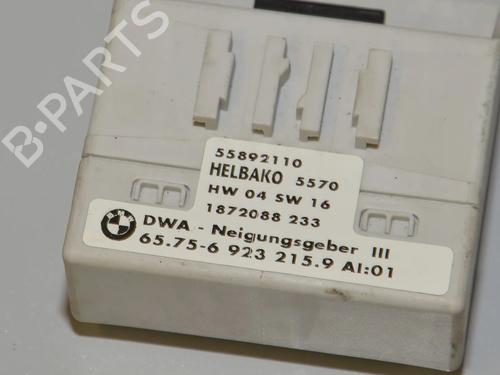 B-PARTS
55892110
HELBAKO 5570
HW 04 SW 16
1872088 233
BMW
DWA - Neigungsgeber III
65.75-6 923 215.9 AI:01